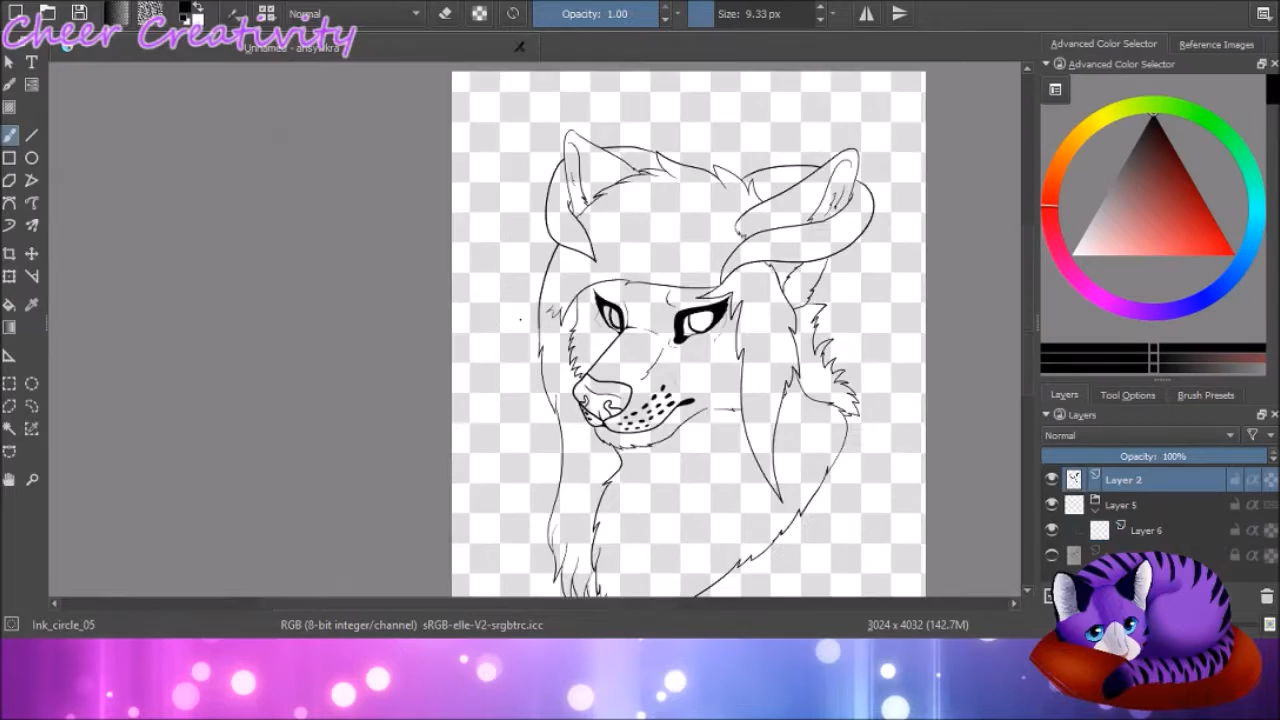 Normal
Opacity: 1.00
Size: 9.33 px
Cheer Creativity
Advanced Color Selector
Reference Images
Advanced Color Selector
Layers
Tool Options
Brush Presets
Layers
Normal
Opacity: 100%
Layer 2
Layer 5
Layer 6
Ink_circle_05
RGB (8-bit integer/channel) sRGB-elle-V2-srgbtrc.icc
3024 x 4032 (142.7M)